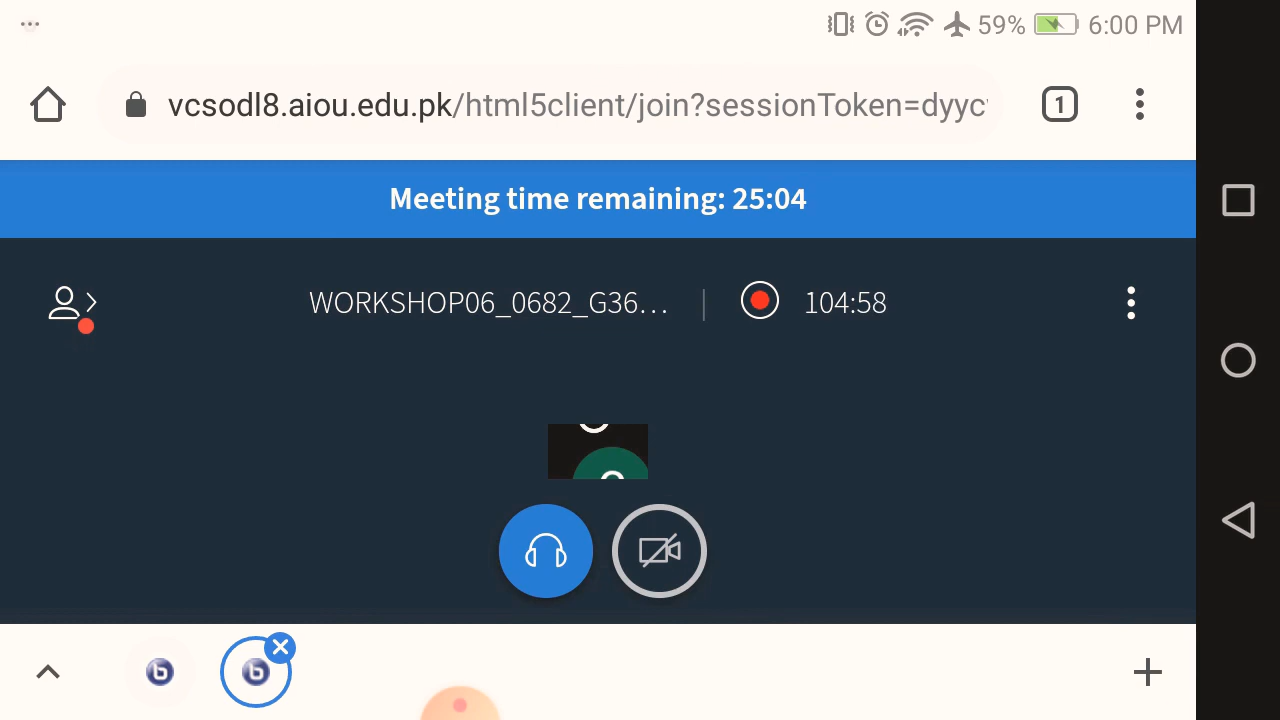 59% 6:00 PM
vcsodl8.aiou.edu.pk/html5client/join?sessionToken=dyyc
1
Meeting time remaining: 25:04
WORKSHOP06_0682_G36... | 104:58
b b